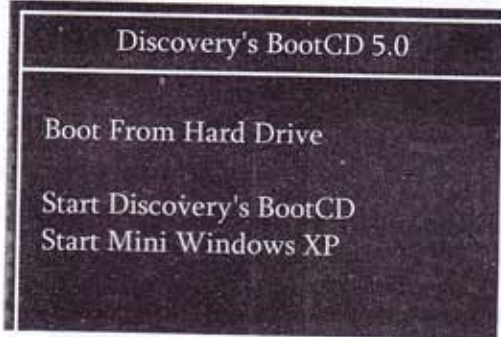 Discovery's BootCD 5.0
Boot From Hard Drive
Start Discovery's BootCD
Start Mini Windows XP